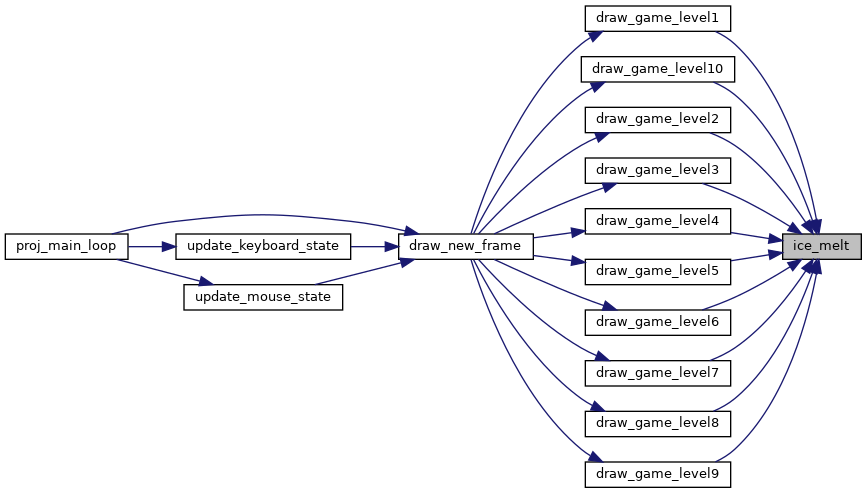 draw_game_level1
draw_game_level10
draw_game_level2
draw_game_level3
draw_game_level4
draw_game_level5
draw_game_level6
draw_game_level7
draw_game_level8
draw_game_level9
proj_main_loop
update_keyboard_state
update_mouse_state
draw_new_frame
ice_melt